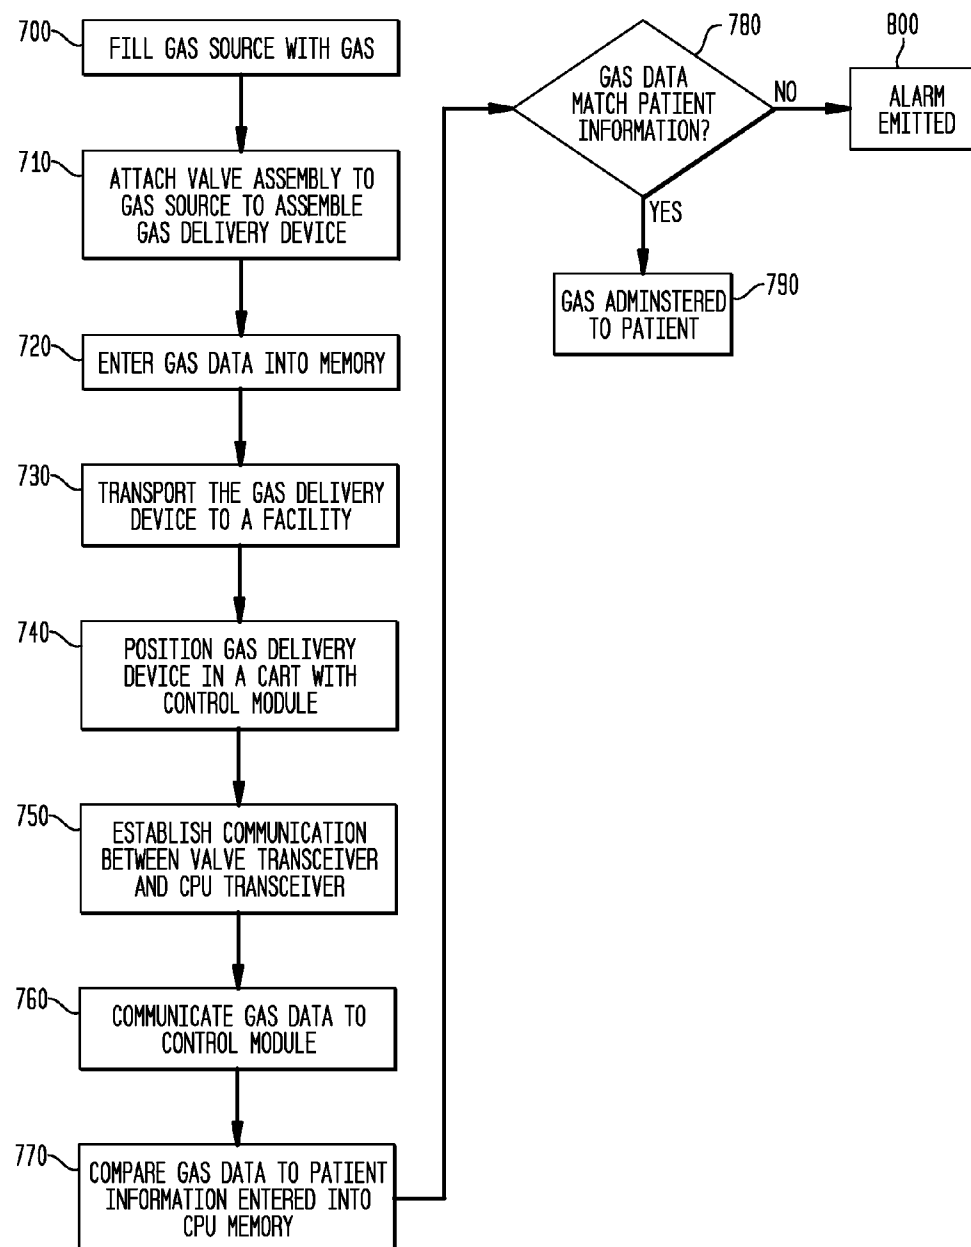 700
FILL GAS SOURCE WITH GAS
710
ATTACH VALVE ASSEMBLY TO
GAS SOURCE TO ASSEMBLE
GAS DELIVERY DEVICE
720
ENTER GAS DATA INTO MEMORY
730
TRANSPORT THE GAS DELIVERY
DEVICE TO A FACILITY
740
POSITION GAS DELIVERY
DEVICE IN A CART WITH
CONTROL MODULE
750
ESTABLISH COMMUNICATION
BETWEEN VALVE TRANSCEIVER
AND CPU TRANSCEIVER
760
COMMUNICATE GAS DATA TO
CONTROL MODULE
770
COMPARE GAS DATA TO PATIENT
INFORMATION ENTERED INTO
CPU MEMORY
780
GAS DATA
MATCH PATIENT
INFORMATION?
NO
800
ALARM
EMITTED
YES
790
GAS ADMINSTERED
TO PATIENT